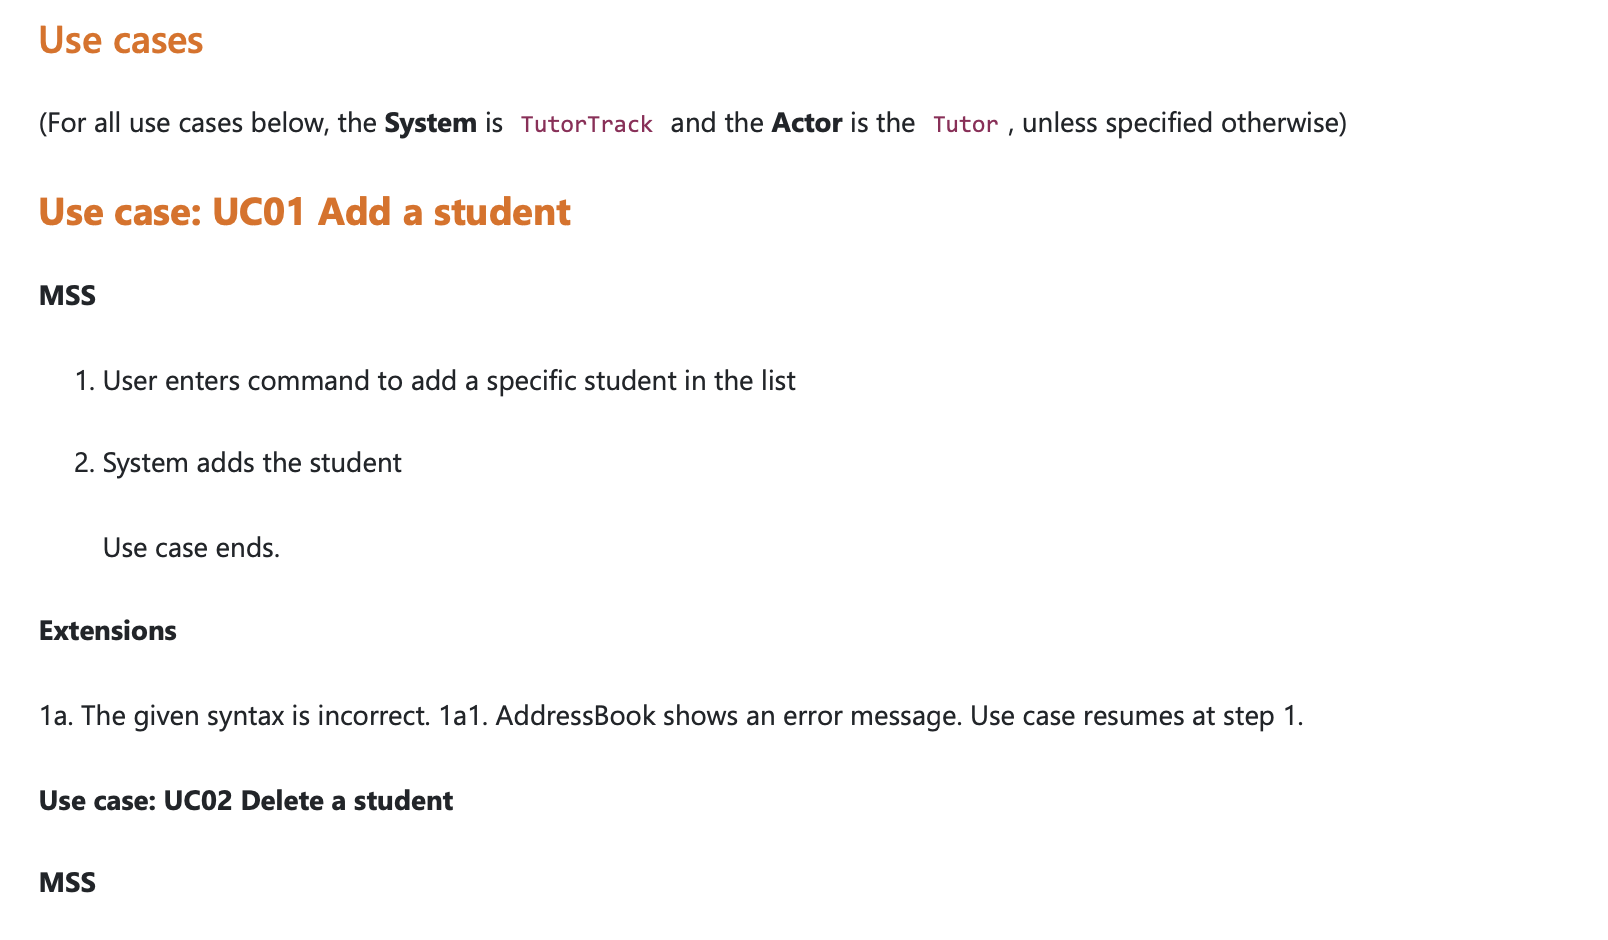 Use cases
(For all use cases below, the System is TutorTrack and the Actor is the Tutor , unless specified otherwise)
Use case: UC01 Add a student
MSS
1. User enters command to add a specific student in the list
2. System adds the student
Use case ends.
Extensions
1a. The given syntax is incorrect. 1a1. AddressBook shows an error message. Use case resumes at step 1.
Use case: UC02 Delete a student
MSS